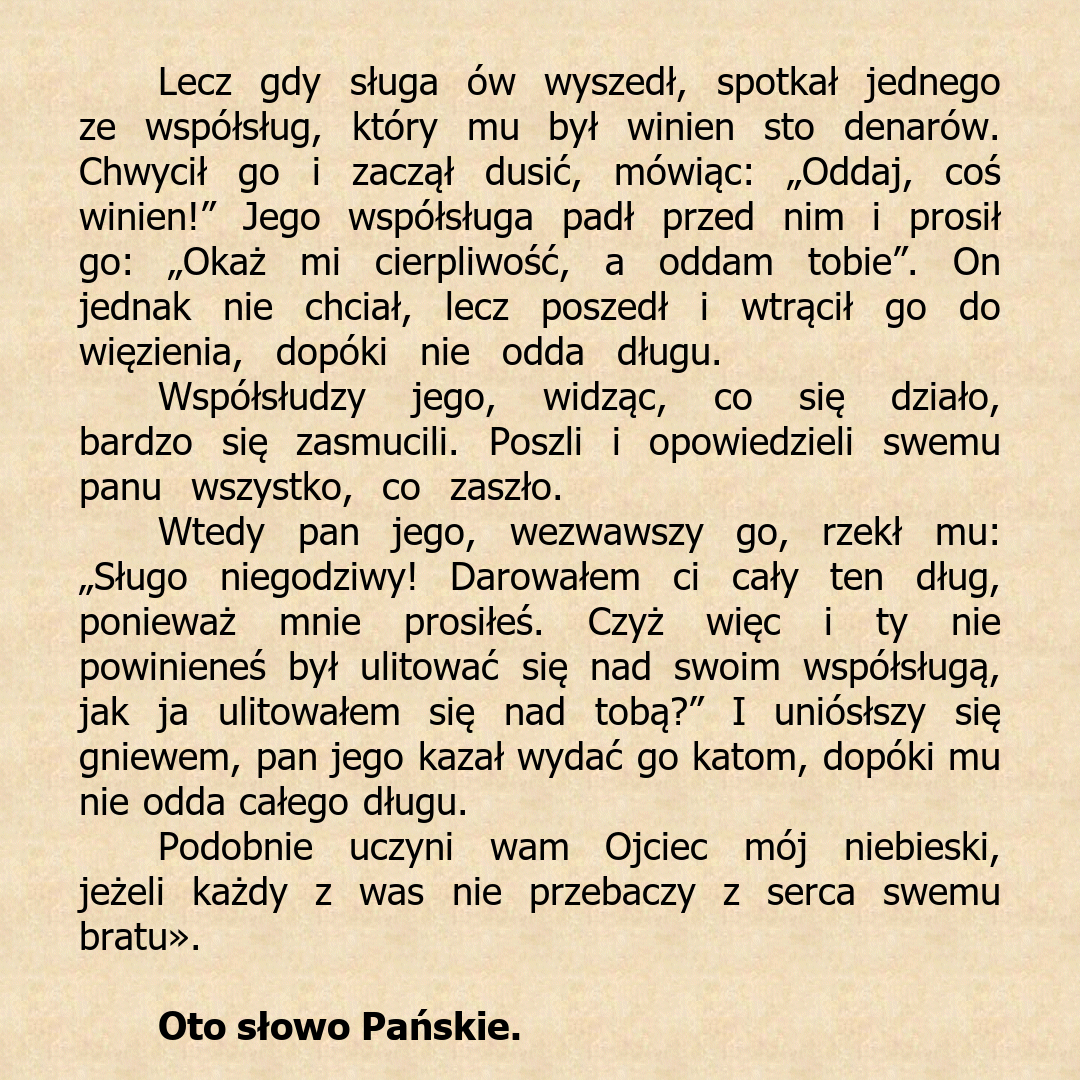 Lecz gdy sługa ów wyszedł, spotkał jednego
ze współsług, który mu był winien sto denarów.
Chwycił go i zaczął dusić, mówiąc: „Oddaj, coś
winien!” Jego współsługa padł przed nim i prosił
go: „Okaż mi cierpliwość, a oddam tobie”. On
jednak nie chciał, lecz poszedł i wtrącił go do
więzienia, dopóki nie odda długu.
Współsłudzy jego, widząc, co się działo,
bardzo się zasmucili. Poszli i opowiedzieli swemu
panu wszystko, co zaszło.
Wtedy pan jego, wezwawszy go, rzekł mu:
„Sługo niegodziwy! Darowałem ci cały ten dług,
ponieważ mnie prosiłeś. Czyż więc i ty nie
powinieneś był ulitować się nad swoim współsługą,
jak ja ulitowałem się nad tobą?” I uniósłszy się
gniewem, pan jego kazał wydać go katom, dopóki mu
nie odda całego długu.
Podobnie uczyni wam Ojciec mój niebieski,
jeżeli każdy z was nie przebaczy z serca swemu
bratu».
Oto słowo Pańskie.